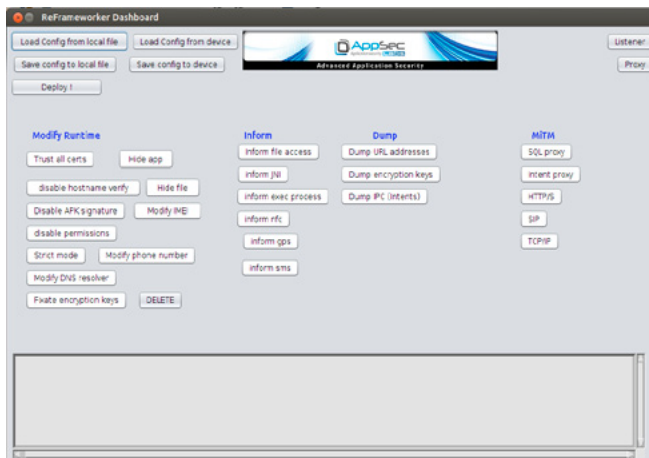 ReFrameworker Dashboard
Load Config from local file
Load Config from device
AppSec
LABS
Advanced Application Security
Listener
Save config to local file
Save config to device
Proxy
Deploy !
Modify Runtime
Inform
Dump
MiTM
Trust all certs
Hide app
Inform file access
Dump URL addresses
SQL proxy
disable hostname verify
Hide file
inform JNI
Dump encryption keys
intent proxy
Disable AFK signature
Modify IMEI
inform exec process
Dump IPC (Intents)
HTTP/S
disable permissions
inform nfc
SIP
Strict mode
Modify phone number
inform gps
TCP/IP
Modify DNS resolver
inform sms
Fixate encryption keys
DELETE